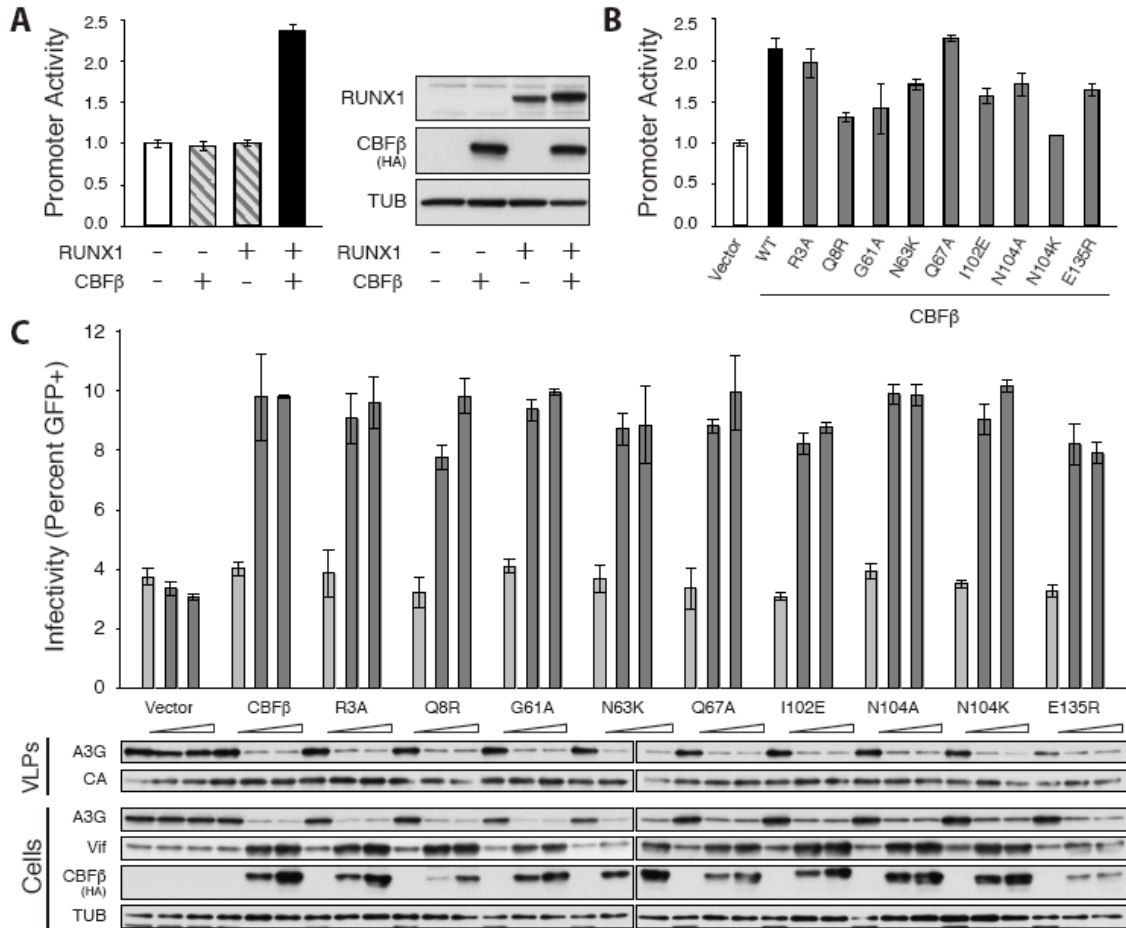 A
Promoter Activity
2.5
2.0
1.5
1.0
0.5
0.0
RUNX1 – – + +
CBFβ – + – +
RUNX1
CBFβ
(HA)
TUB
RUNX1 – – + +
CBFβ – + – +
B
Promoter Activity
2.5
2.0
1.5
1.0
0.5
0.0
Vector WT R3A Q8R G61A N63K Q67A I102E N104A N104K E135R
CBFβ
C
Infectivity (Percent GFP+)
12
10
8
6
4
2
0
Vector CBFβ R3A Q8R G61A N63K Q67A I102E N104A N104K E135R
VLPs
A3G
CA
Cells
A3G
Vif
CBFβ
(HA)
TUB